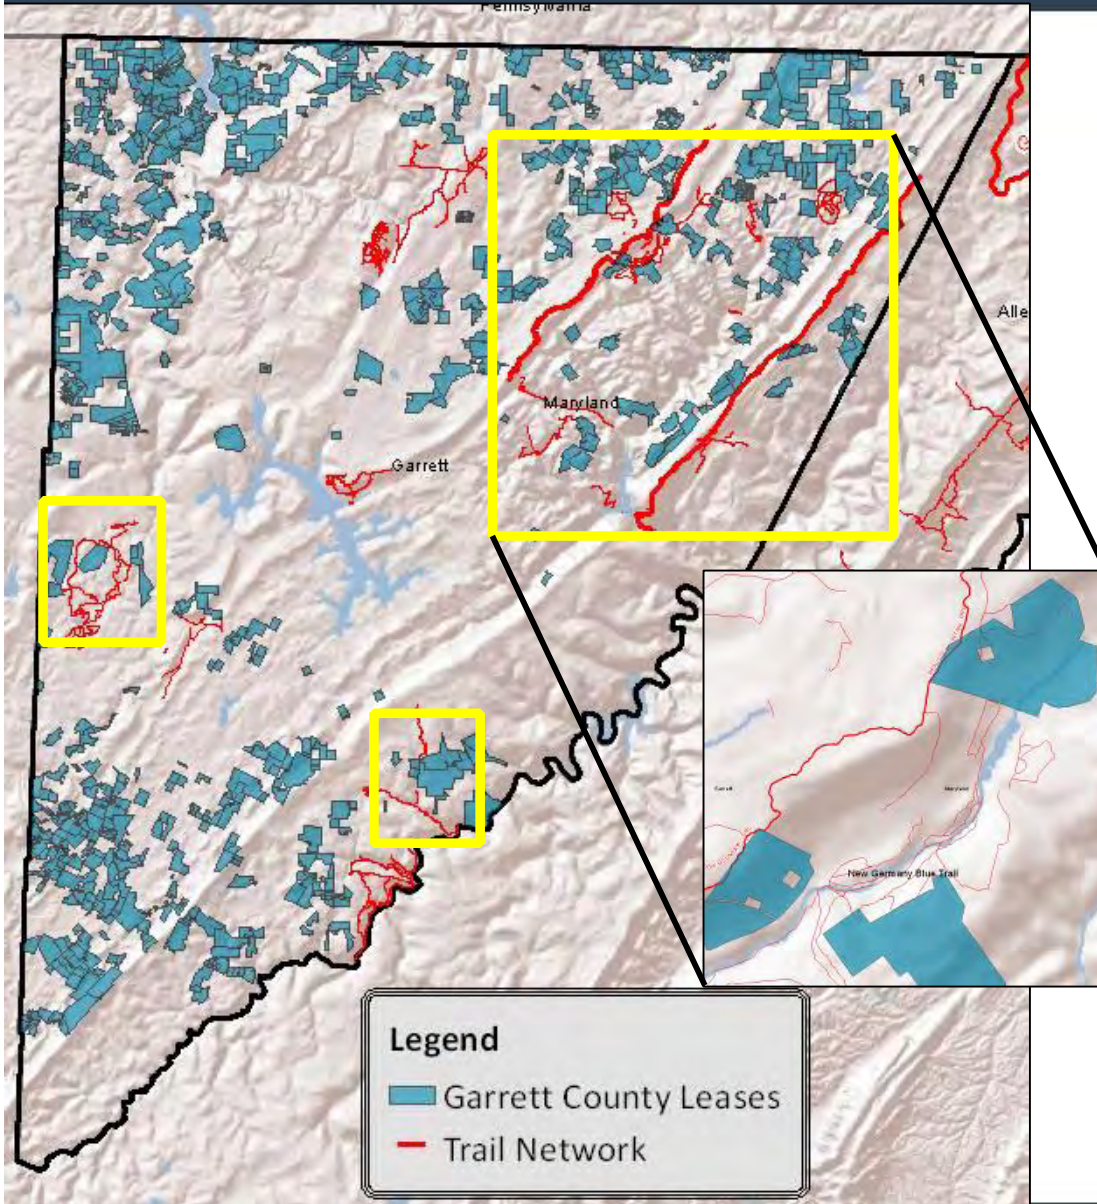 Pennsylvania
Alle
Maryland
Garrett
Garrett
Maryland
New Germany Blue Trail
Legend
Garrett County Leases
Trail Network